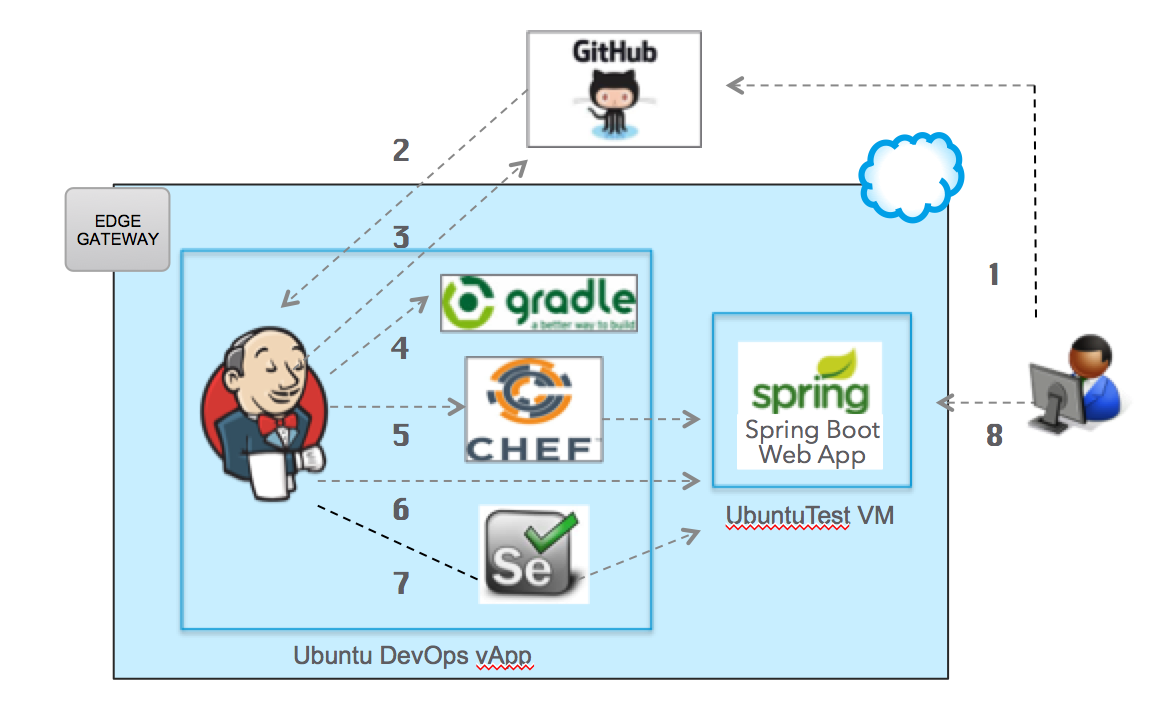 GitHub
2
EDGE
GATEWAY
3
gradle
a better way to build
1
4
CHEF™
spring
Spring Boot
Web App
5
8
6
UbuntuTest VM
Se
7
Ubuntu DevOps vApp